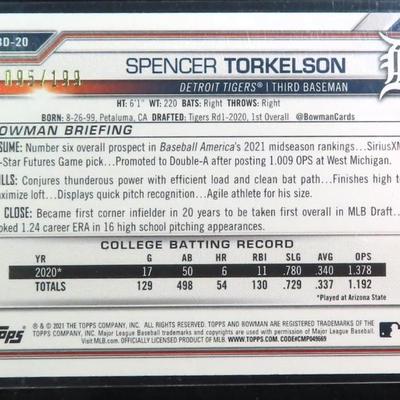 BD-20
095/199
SPENCER TORKELSON
DETROIT TIGERS® | THIRD BASEMAN
HT: 6'1" WT: 220 BATS: Right THROWS: Right
BORN: 8-26-99, Petaluma, CA DRAFTED: Tigers Rd1-2020, 1st Overall @BowmanCards
BOWMAN BRIEFING
SUME: Number six overall prospect in Baseball America's 2021 midseason rankings...SiriusXM
-Star Futures Game pick...Promoted to Double-A after posting 1.009 OPS at West Michigan.
LLS: Conjures thunderous power with efficient load and clean bat path...Finishes high t
aximize loft...Displays quick pitch recognition...Agile athlete for his size.
CLOSE: Became first corner infielder in 20 years to be taken first overall in MLB Draft...
oked 1.24 career ERA in 16 high school pitching appearances.
COLLEGE BATTING RECORD
YR G AB HR RBI SLG AVG OPS
2020* 17 50 6 11 .780 .340 1.378
TOTALS 129 498 54 130 .729 .337 1.192
*Played at Arizona State
Topps
® & © 2021 THE TOPPS COMPANY, INC. ALL RIGHTS RESERVED. TOPPS AND BOWMAN ARE REGISTERED TRADEMARKS OF
THE TOPPS COMPANY, INC. Major League Baseball trademarks and copyrights are used with permission of Major League Baseball.
Visit MLB.com. OFFICIALLY LICENSED PRODUCT OF MLB PLAYERS, INC. WWW.TOPPS.COM. CODE#CMP049669